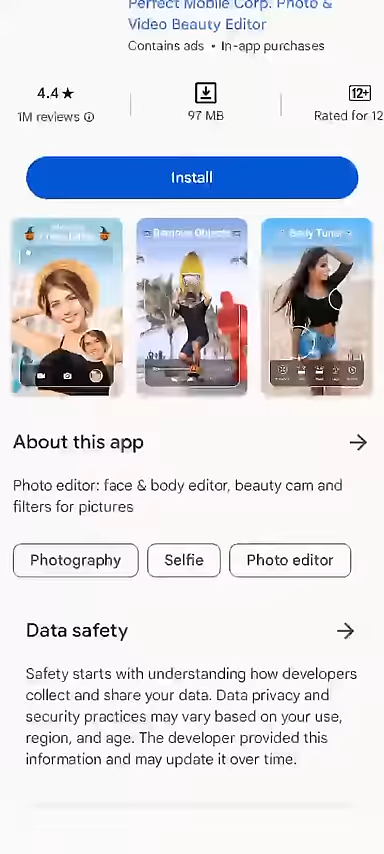 Perfect Mobile Corp. Photo &
Video Beauty Editor
Contains ads • In-app purchases
4.4★
1M reviews
97 MB
12+
Rated for 12
Install
Remove Objects
Body Tuner
About this app
Photo editor: face & body editor, beauty cam and
filters for pictures
Photography
Selfie
Photo editor
Data safety
Safety starts with understanding how developers
collect and share your data. Data privacy and
security practices may vary based on your use,
region, and age. The developer provided this
information and may update it over time.